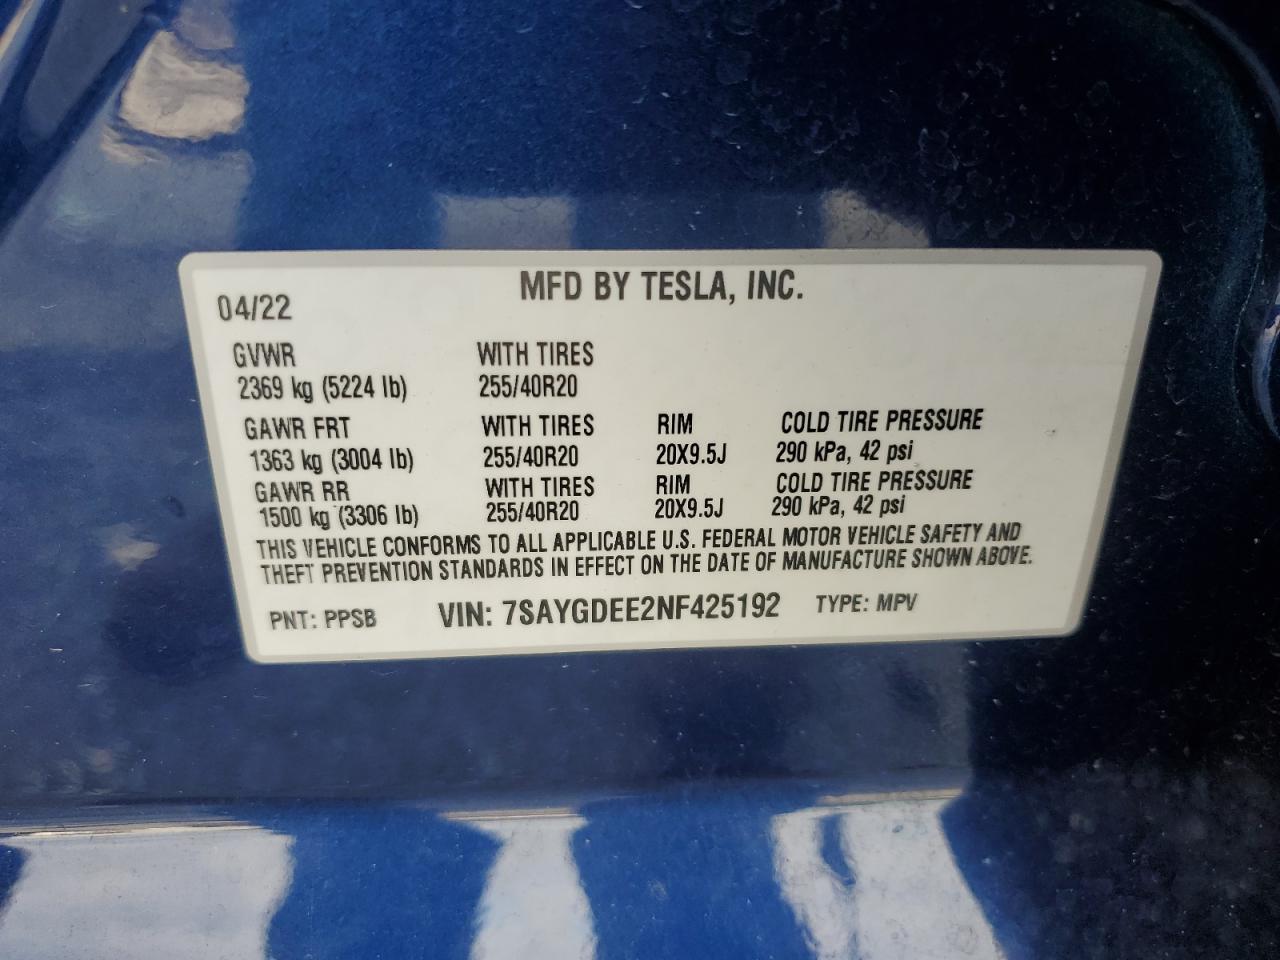 MFD BY TESLA, INC.
04/22
GVWR WITH TIRES
2369 kg (5224 lb) 255/40R20
GAWR FRT WITH TIRES RIM COLD TIRE PRESSURE
1363 kg (3004 lb) 255/40R20 20X9.5J 290 kPa, 42 psi
GAWR RR WITH TIRES RIM COLD TIRE PRESSURE
1500 kg (3306 lb) 255/40R20 20X9.5J 290 kPa, 42 psi
THIS VEHICLE CONFORMS TO ALL APPLICABLE U.S. FEDERAL MOTOR VEHICLE SAFETY AND
THEFT PREVENTION STANDARDS IN EFFECT ON THE DATE OF MANUFACTURE SHOWN ABOVE.
PNT: PPSB VIN: 7SAYGDEE2NF425192 TYPE: MPV